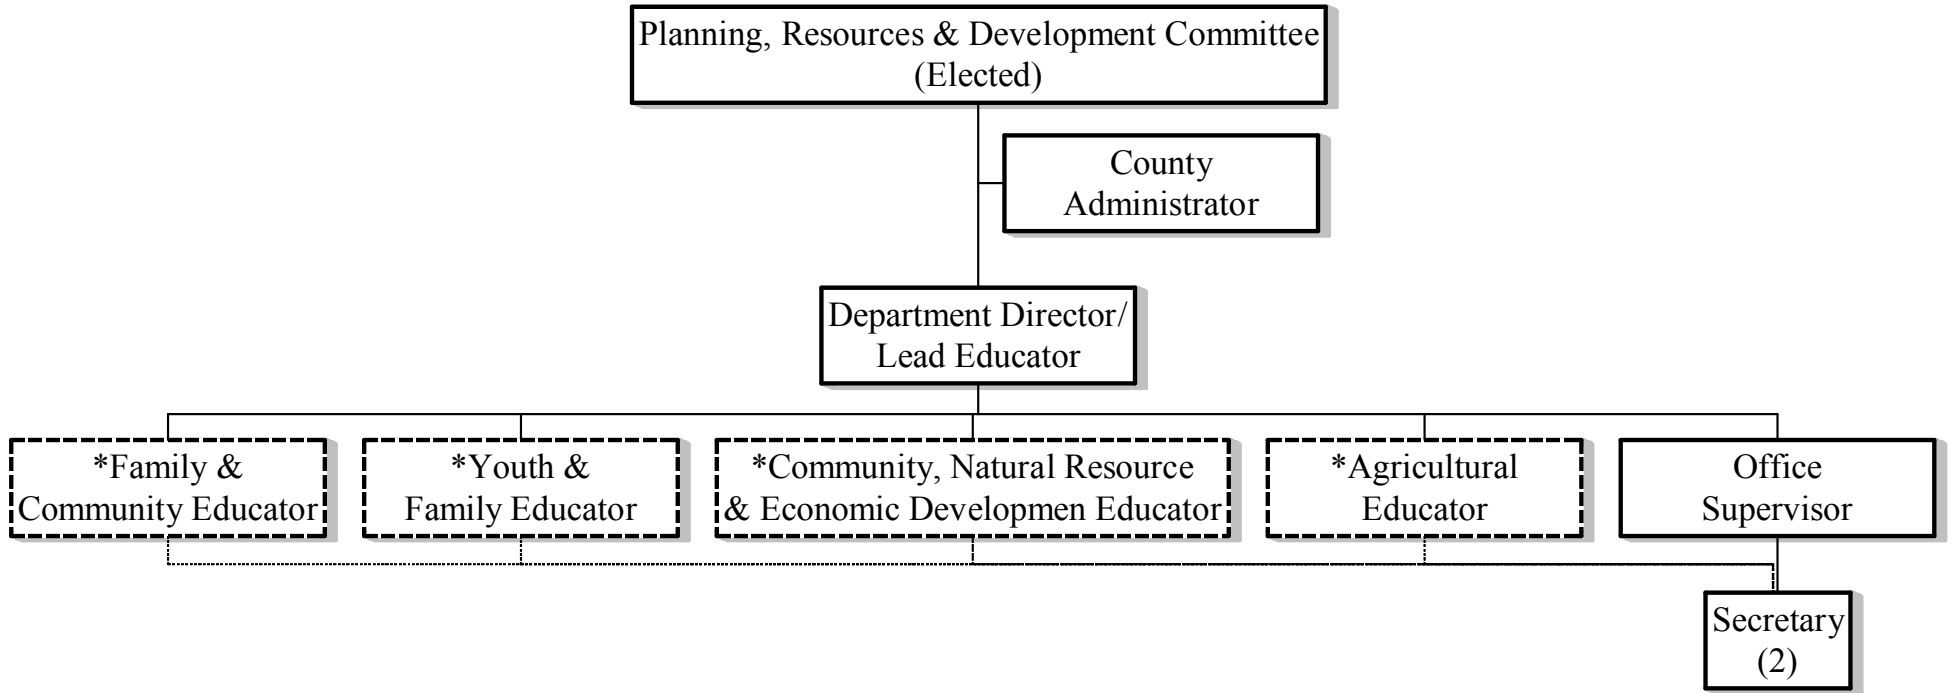 Planning, Resources & Development Committee
(Elected)
County
Administrator
Department Director/
Lead Educator
*Family &
Community Educator
*Youth &
Family Educator
*Community, Natural Resource
& Economic Developmen Educator
*Agricultural
Educator
Office
Supervisor
Secretary
(2)